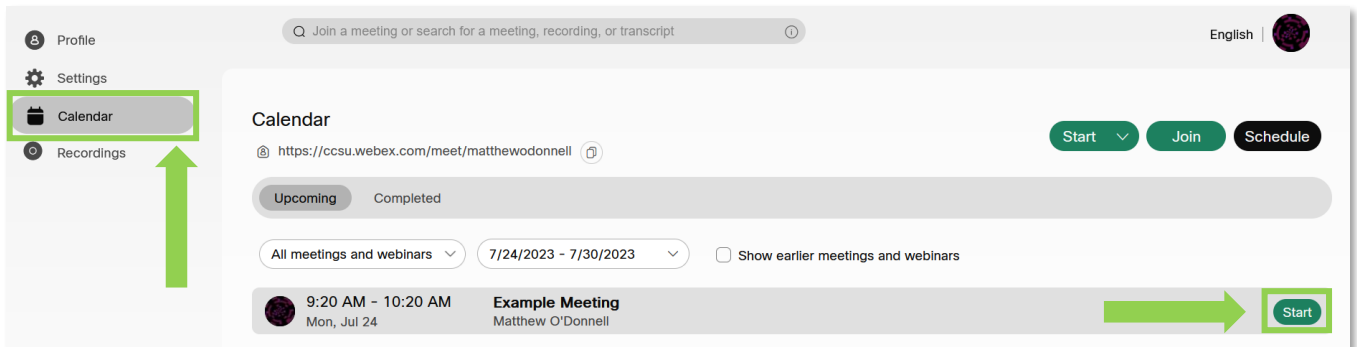 Profile
Settings
Calendar
Recordings
Join a meeting or search for a meeting, recording, or transcript
English
Calendar
Start
Join
Schedule
https://ccsu.webex.com/meet/matthewodonnell
Upcoming
Completed
All meetings and webinars
7/24/2023 - 7/30/2023
Show earlier meetings and webinars
9:20 AM - 10:20 AM
Mon, Jul 24
Example Meeting
Matthew O'Donnell
Start